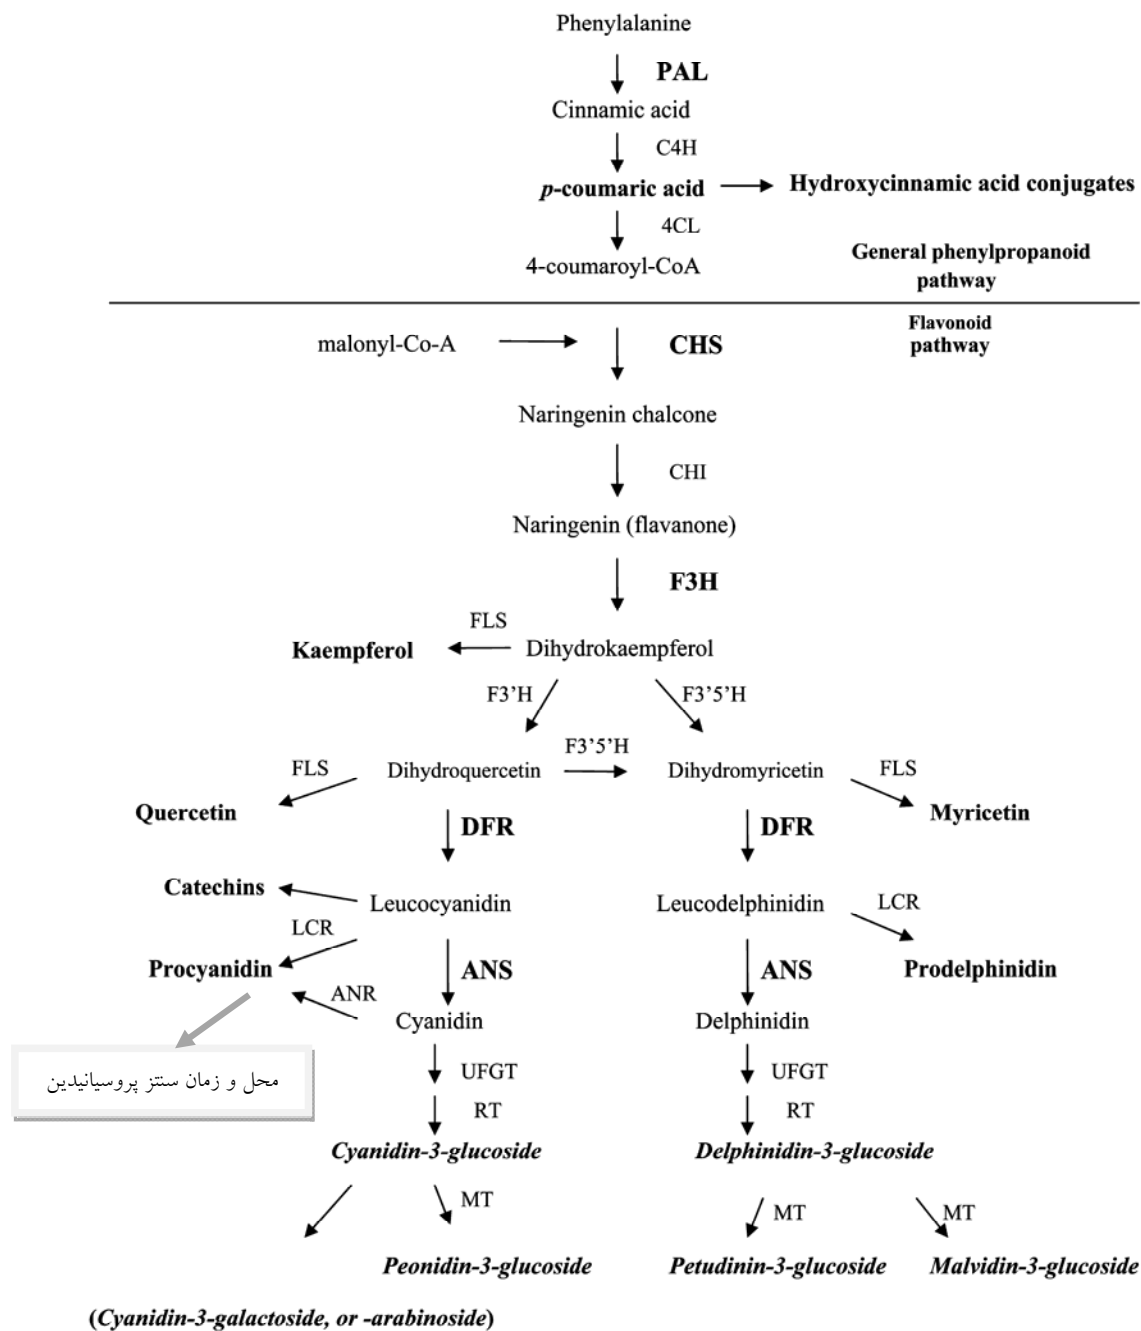 Phenylalanine
PAL
Cinnamic acid
C4H
p-coumaric acid
Hydroxycinnamic acid conjugates
4CL
4-coumaroyl-CoA
General phenylpropanoid
pathway
Flavonoid
pathway
malonyl-Co-A
CHS
Naringenin chalcone
CHI
Naringenin (flavanone)
F3H
FLS
Kaempferol
Dihydrokaempferol
F3'H
F3'5'H
F3'5'H
FLS
Dihydroquercetin
Dihydromyricetin
FLS
Quercetin
Myricetin
DFR
DFR
Catechins
Leucocyanidin
Leucodelphinidin
LCR
LCR
Procyanidin
ANS
ANS
Prodelphinidin
ANR
Cyanidin
Delphinidin
محل و زمان سنتز پروسیانیدین
UFGT
UFGT
RT
RT
Cyanidin-3-glucoside
Delphinidin-3-glucoside
MT
MT
MT
Peonidin-3-glucoside
Petudinin-3-glucoside
Malvidin-3-glucoside
(Cyanidin-3-galactoside, or -arabinoside)